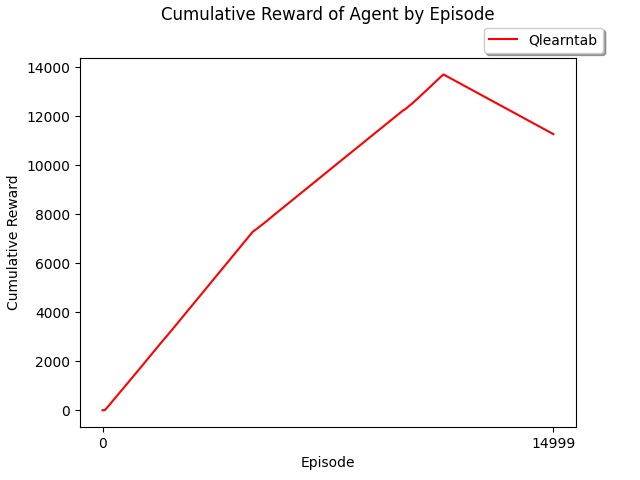 Cumulative Reward of Agent by Episode
Qlearntab
14000
12000
10000
8000
6000
4000
2000
0
Cumulative Reward
0 14999
Episode